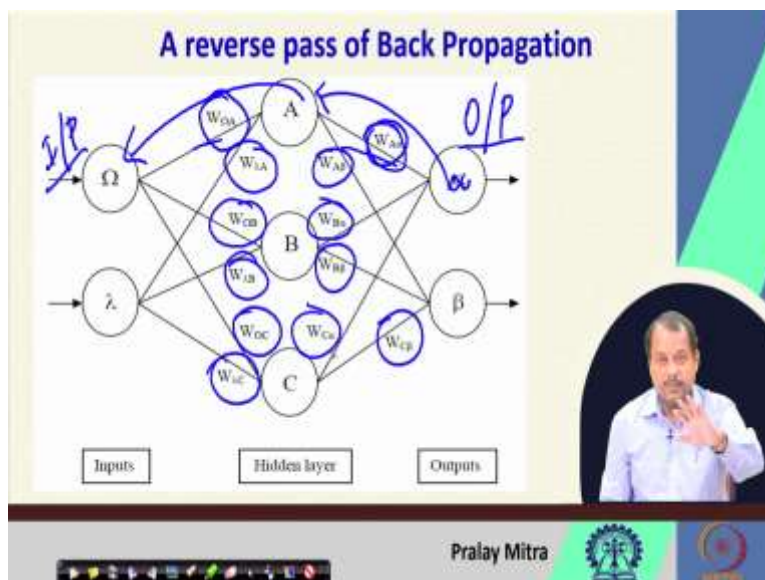 A reverse pass of Back Propagation
I/P
O/P
W_ΩA
A
W_Aα
Ω
W_λA
W_Aβ
α
W_ΩB
B
W_Bα
W_λB
W_Bβ
λ
β
W_ΩC
W_Cα
W_Cβ
W_λC
C
Inputs
Hidden layer
Outputs
Pralay Mitra